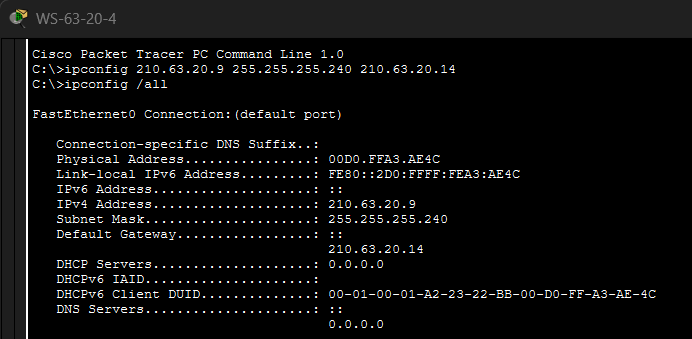 WS-63-20-4
Cisco Packet Tracer PC Command Line 1.0
C:\>ipconfig 210.63.20.9 255.255.255.240 210.63.20.14
C:\>ipconfig /all
FastEthernet0 Connection:(default port)
Connection-specific DNS Suffix..:
Physical Address................: 00D0.FFA3.AE4C
Link-local IPv6 Address.........: FE80::2D0:FFFF:FEA3:AE4C
IPv6 Address....................: ::
IPv4 Address....................: 210.63.20.9
Subnet Mask.....................: 255.255.255.240
Default Gateway.................: ::
210.63.20.14
DHCP Servers....................: 0.0.0.0
DHCPv6 IAID.....................:
DHCPv6 Client DUID..............: 00-01-00-01-A2-23-22-BB-00-D0-FF-A3-AE-4C
DNS Servers.....................: ::
0.0.0.0